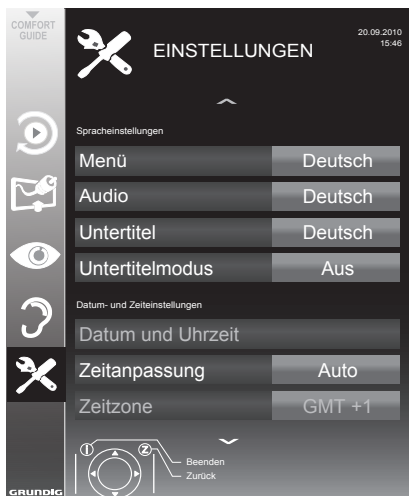 COMFORT
GUIDE
EINSTELLUNGEN
20.09.2010
15:46
Spracheinstellungen
Menü Deutsch
Audio Deutsch
Untertitel Deutsch
Untertitelmodus Aus
Datum- und Zeiteinstellungen
Datum und Uhrzeit
Zeitanpassung Auto
Zeitzone GMT +1
Z
Beenden
Zurück
GRUNDIG